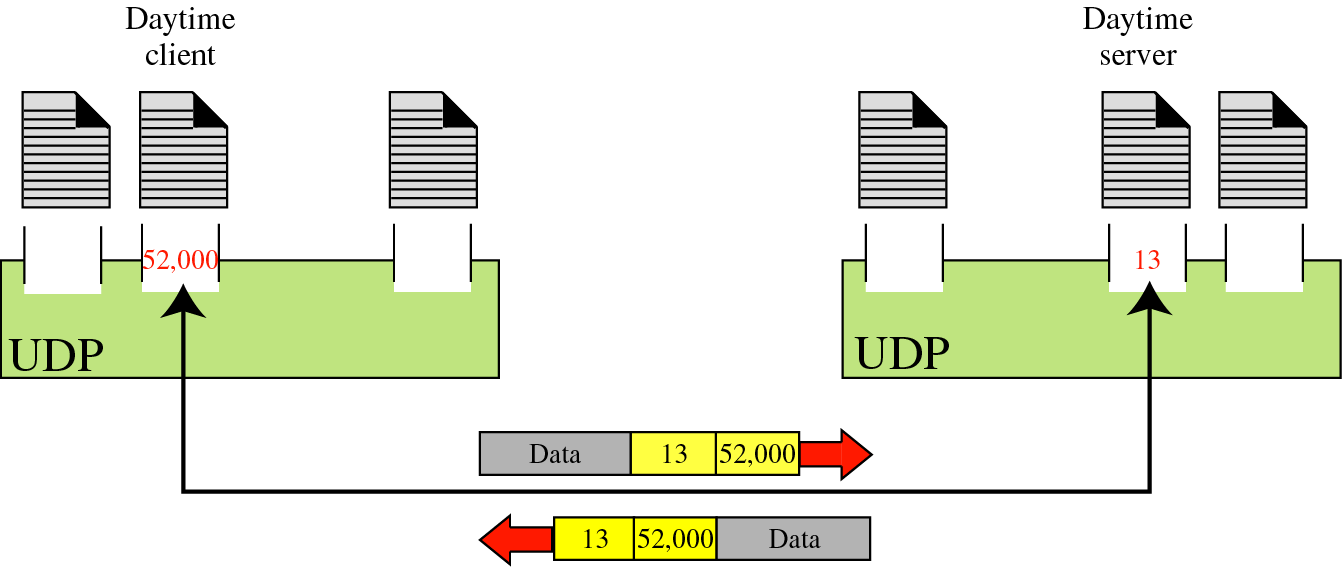 Daytime
client
Daytime
server
52,000
13
UDP
UDP
Data 13 52,000
13 52,000 Data